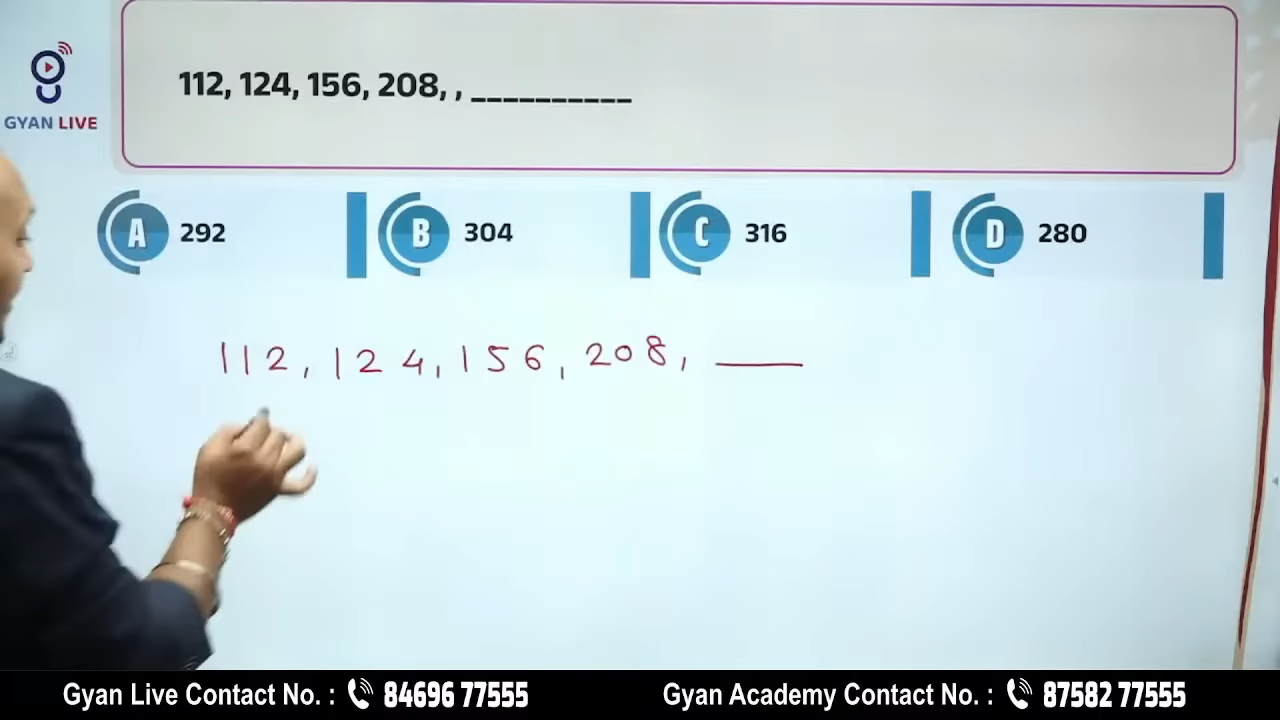 112, 124, 156, 208, , __________
GYAN LIVE
A 292 B 304 C 316 D 280
112, 124, 156, 208, ___
Gyan Live Contact No. : 84696 77555 Gyan Academy Contact No. : 87582 77555